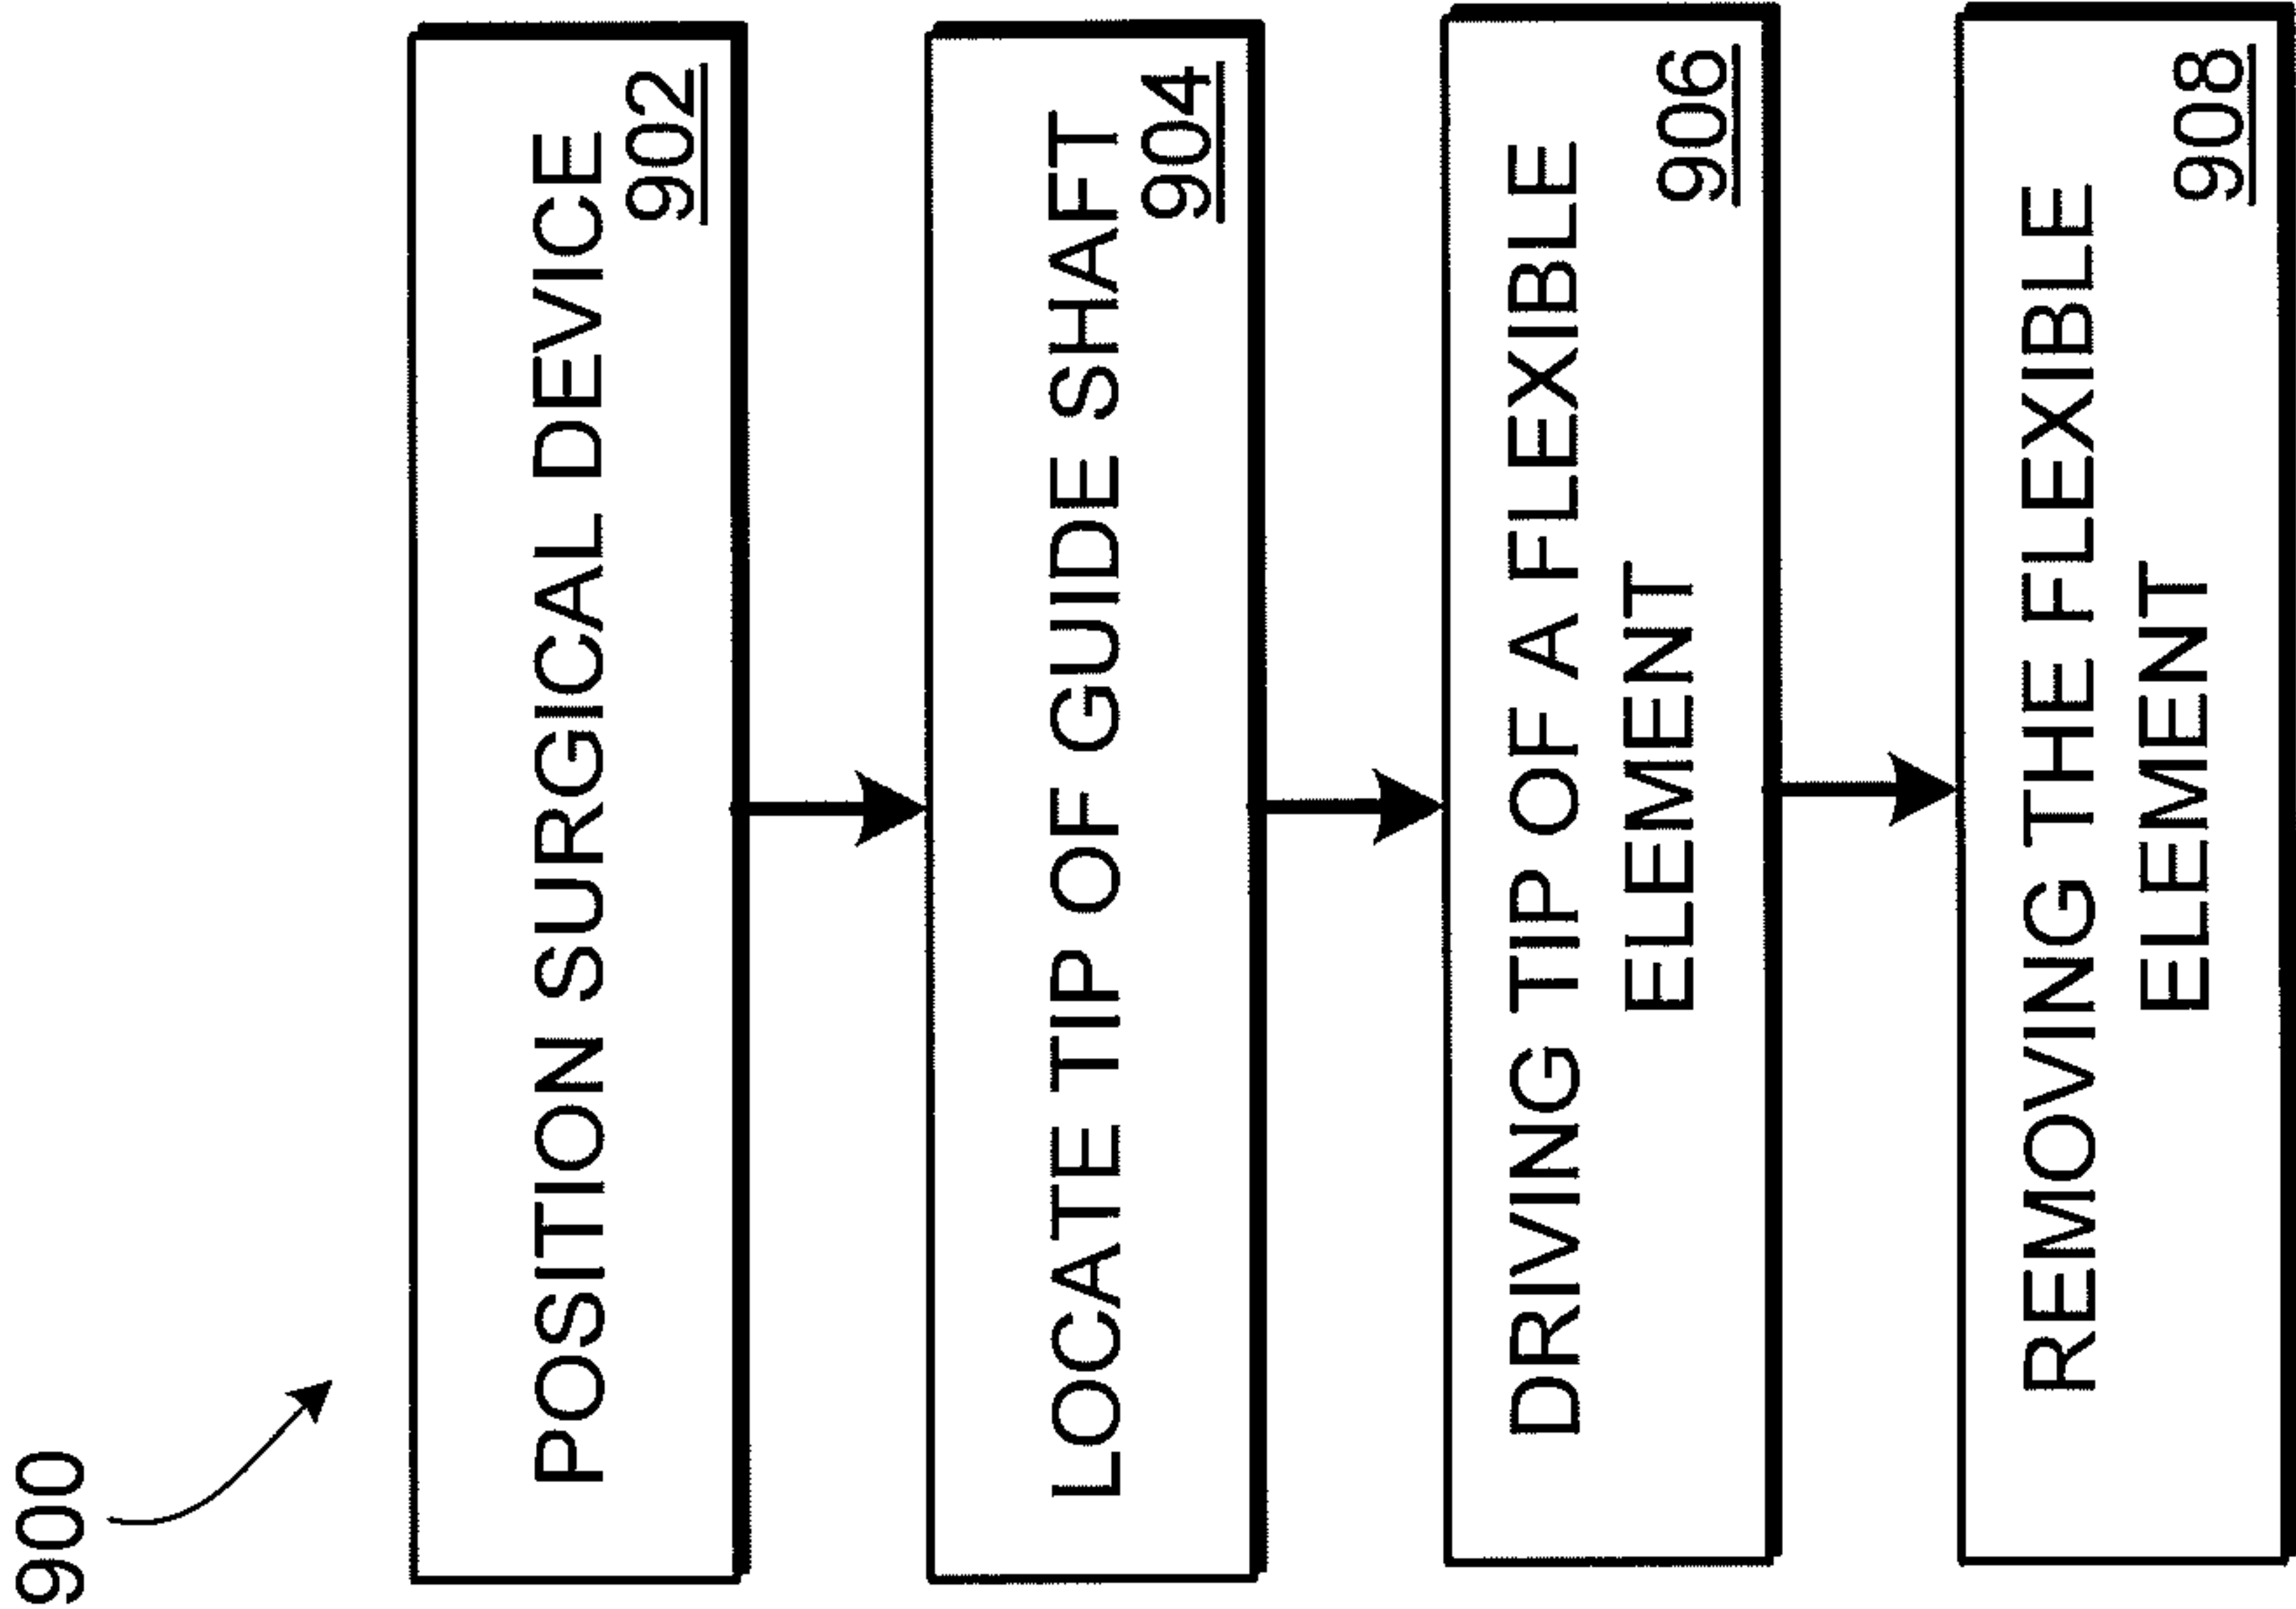 900
POSITION SURGICAL DEVICE
902
LOCATE TIP OF GUIDE SHAFT
904
DRIVING TIP OF A FLEXIBLE
ELEMENT
906
REMOVING THE FLEXIBLE
ELEMENT
908